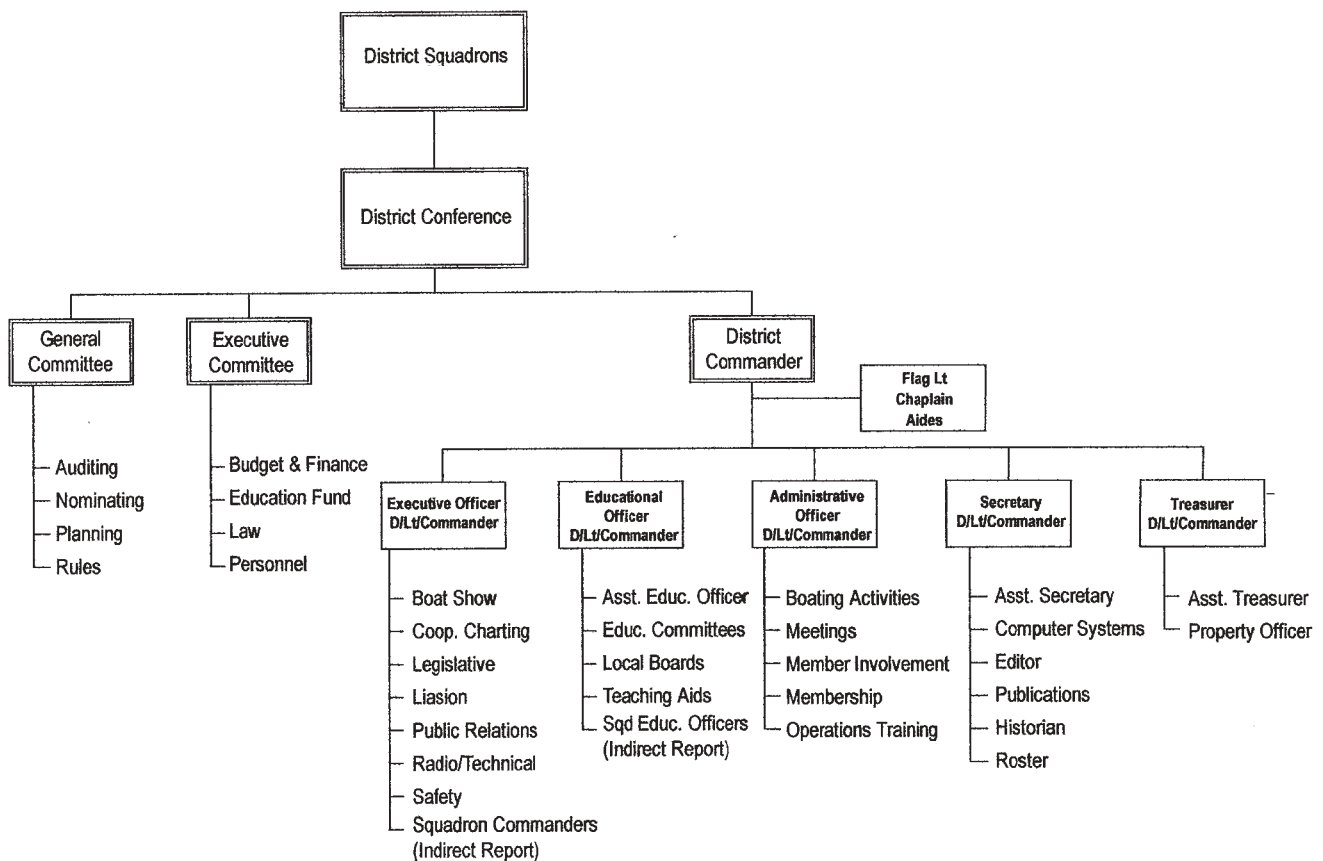 District Squadrons
District Conference
General
Committee
Executive
Committee
District
Commander
Flag Lt
Chaplain
Aides
Auditing
Nominating
Planning
Rules
Budget & Finance
Education Fund
Law
Personnel
Executive Officer
D/Lt/Commander
Educational
Officer
D/Lt/Commander
Administrative
Officer
D/Lt/Commander
Secretary
D/Lt/Commander
Treasurer
D/Lt/Commander
Boat Show
Coop. Charting
Legislative
Liasion
Public Relations
Radio/Technical
Safety
Squadron Commanders
(Indirect Report)
Asst. Educ. Officer
Educ. Committees
Local Boards
Teaching Aids
Sqd Educ. Officers
(Indirect Report)
Boating Activities
Meetings
Member Involvement
Membership
Operations Training
Asst. Secretary
Computer Systems
Editor
Publications
Historian
Roster
Asst. Treasurer
Property Officer